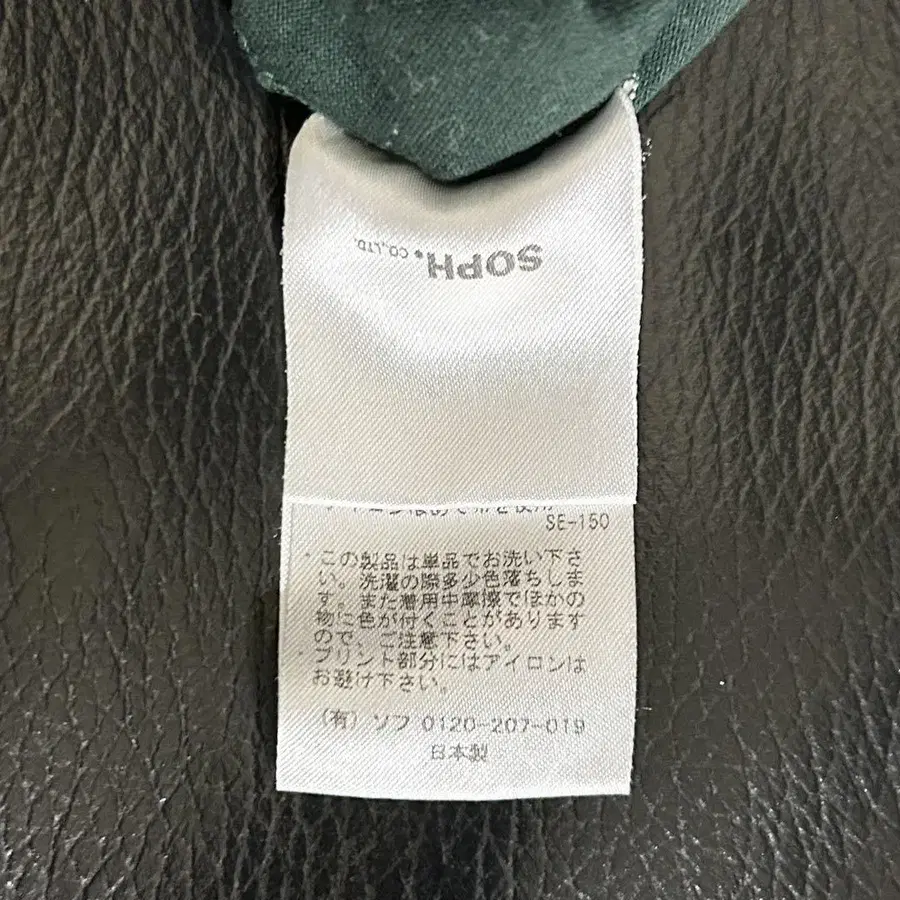 SOPH. CO.,LTD.
SE-150
・この製品は単品でお洗い下さ
い。洗濯の際多少色落ちしま
す。また着用中摩擦でほかの
物に色が付くことがあります
ので、ご注意下さい。
・プリント部分にはアイロンは
お避け下さい。
(有) ソフ 0120-207-019
日本製